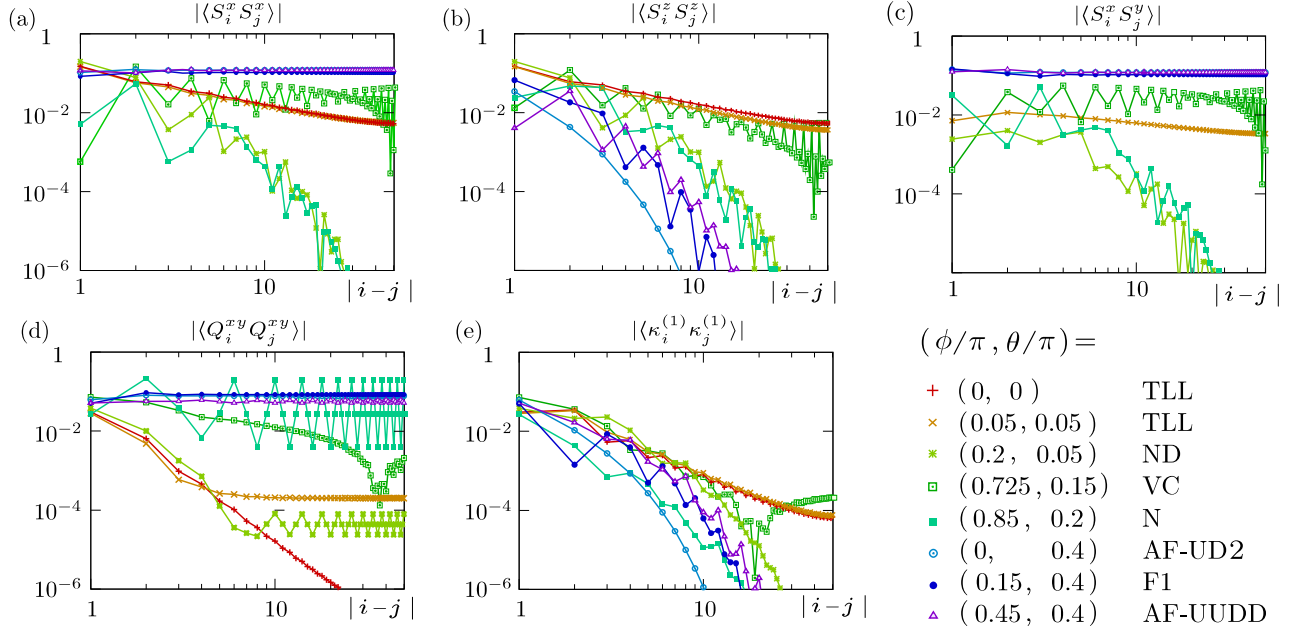 (a) |⟨S_i^x S_j^x⟩|
1
10^−2
10^−4
10^−6
1 10 |i−j|
(b) |⟨S_i^z S_j^z⟩|
1
10^−2
10^−4
10^−6
1 10 |i−j|
(c) |⟨S_i^x S_j^y⟩|
1
10^−2
10^−4
10^−6
1 10 |i−j|
(d) |⟨Q_i^{xy} Q_j^{xy}⟩|
1
10^−2
10^−4
10^−6
1 10 |i−j|
(e) |⟨κ_i^{(1)} κ_j^{(1)}⟩|
1
10^−2
10^−4
10^−6
1 10 |i−j|
(ϕ/π, θ/π)=
(0, 0) TLL
(0.05, 0.05) TLL
(0.2, 0.05) ND
(0.725, 0.15) VC
(0.85, 0.2) N
(0, 0.4) AF-UD2
(0.15, 0.4) F1
(0.45, 0.4) AF-UUDD